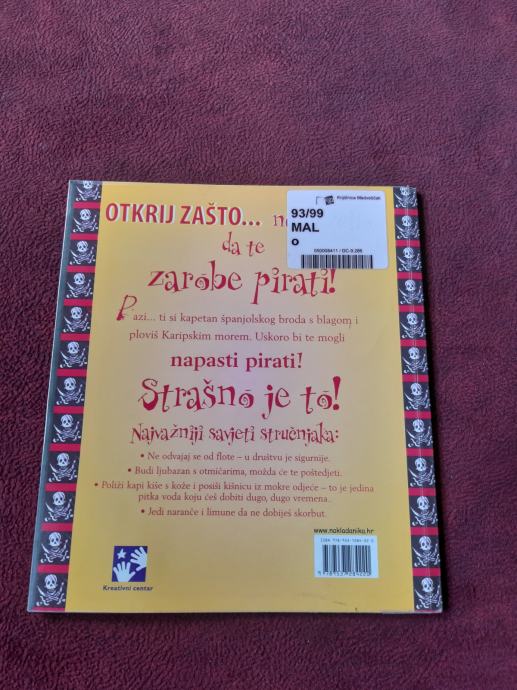 Knjižnica Medveščak
93/99
MAL
o
OTKRIJ ZAŠTO...
da te
zarobe pirati!
Pazi... ti si kapetan španjolskog broda s blagom i
ploviš Karipskim morem. Uskoro bi te mogli
napasti pirati!
Strašno je to!
Najvažniji savjeti stručnjaka:
• Ne odvajaj se od flote – u društvu je sigurnije.
• Budi ljubazan s otmičarima, možda će te poštedjeti.
• Poliži kapi kiše s kože i posiši kišnicu iz mokre odjeće – to je jedina
pitka voda koju ćeš dobiti dugo, dugo vremena..
• Jedi naranče i limune da ne dobiješ skorbut.
www.nakladanika.hr
Kreativni centar